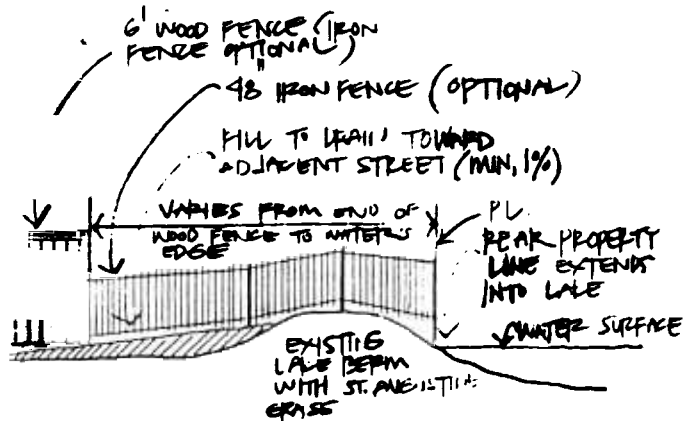 6' WOOD FENCE (IRON
FENCE OPTIONAL)
48" IRON FENCE (OPTIONAL)
FILL TO DRAIN TOWARD
ADJACENT STREET (MIN, 1%)
VARIES FROM END OF
WOOD FENCE TO WATER'S
EDGE
PL
REAR PROPERTY
LINE EXTENDS
INTO LAKE
WATER SURFACE
EXISTING
LAKE BERM
WITH ST. AUGUSTINE
GRASS